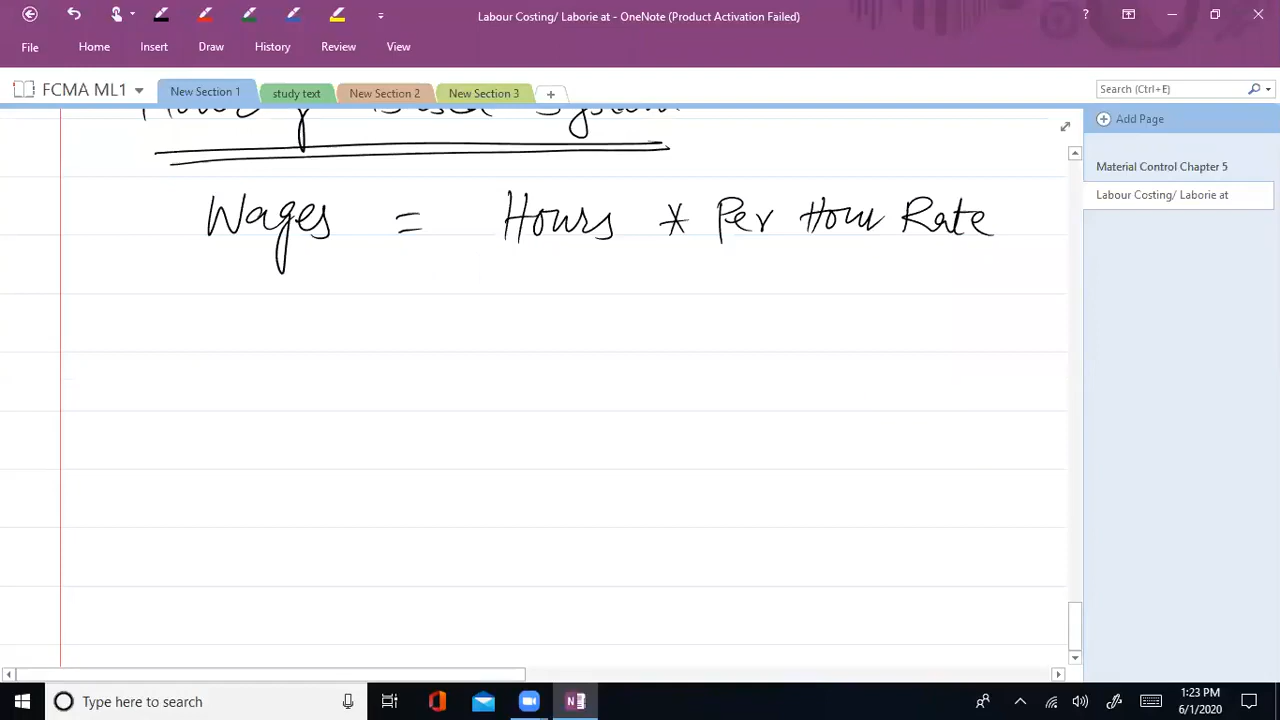 Labour Costing/ Laborie at - OneNote (Product Activation Failed)
File Home Insert Draw History Review View
FCMA ML1 New Section 1 study text New Section 2 New Section 3
Search (Ctrl+E)
Add Page
Material Control Chapter 5
Labour Costing/ Laborie at
Based System
Wages = Hours * Per Hour Rate
Type here to search
1:23 PM
6/1/2020